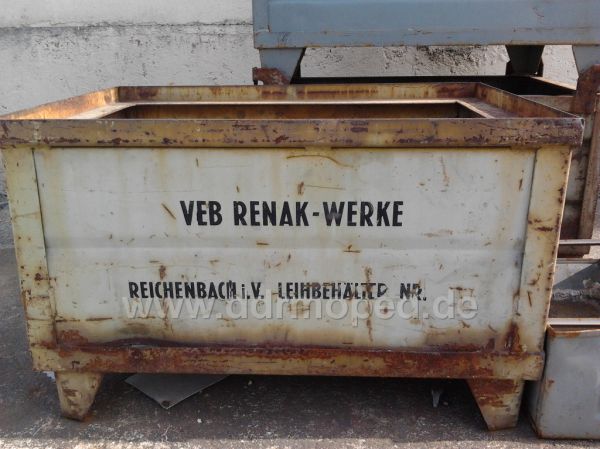 VEB RENAK-WERKE
REICHENBACH i.V. LEIHBEHÄLTER NR.
www.ddrmoped.de